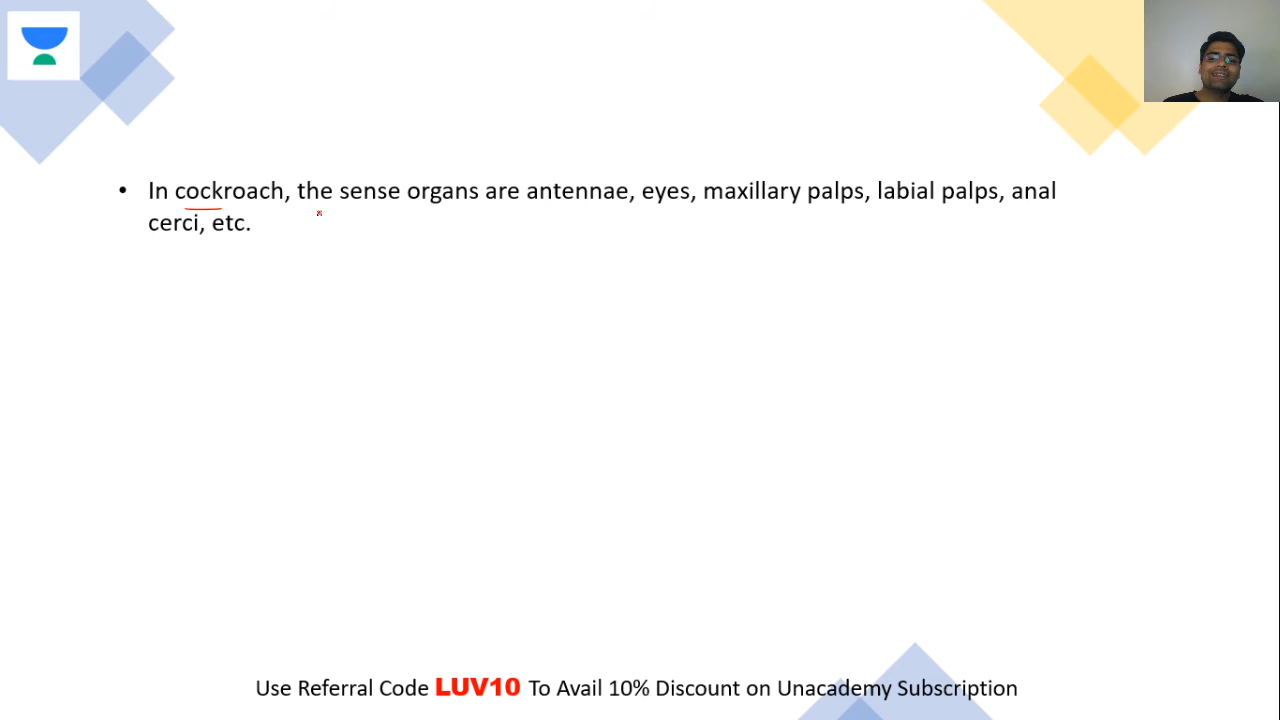 • In cockroach, the sense organs are antennae, eyes, maxillary palps, labial palps, anal
cerci, etc.
Use Referral Code LUV10 To Avail 10% Discount on Unacademy Subscription